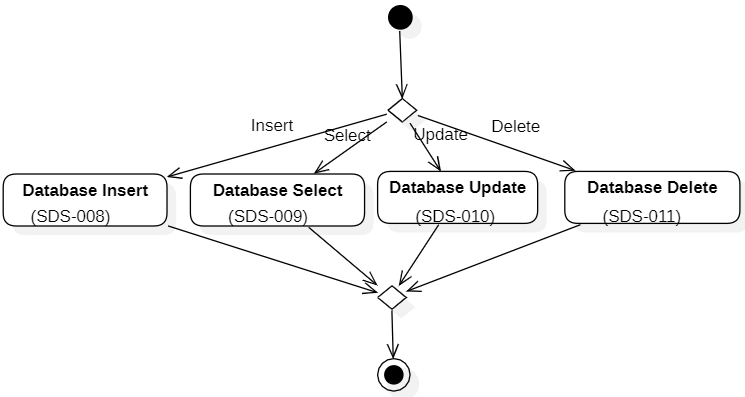 Insert
Select
Update
Delete
Database Insert
(SDS-008)
Database Select
(SDS-009)
Database Update
(SDS-010)
Database Delete
(SDS-011)